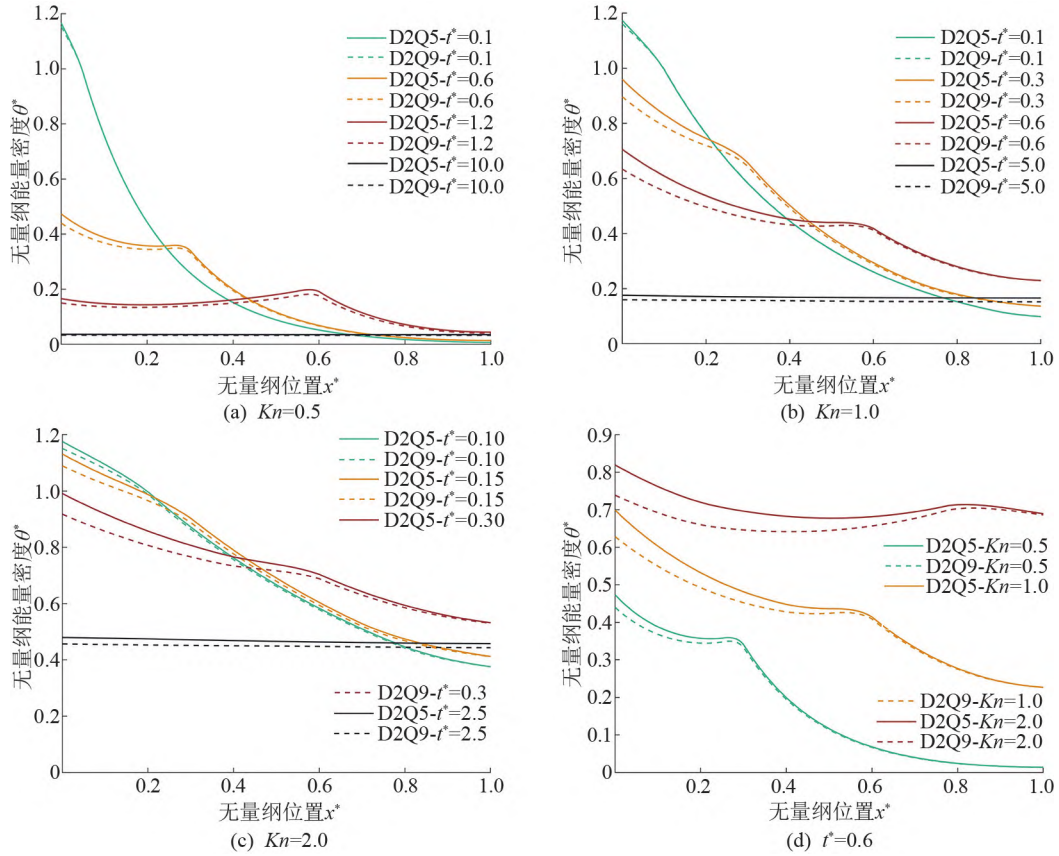 1.2
1.0
0.8
0.6
0.4
0.2
0
无量纲能量密度θ*
D2Q5-t*=0.1
D2Q9-t*=0.1
D2Q5-t*=0.6
D2Q9-t*=0.6
D2Q5-t*=1.2
D2Q9-t*=1.2
D2Q5-t*=10.0
D2Q9-t*=10.0
0.2 0.4 0.6 0.8 1.0
无量纲位置x*
(a) Kn=0.5
1.2
1.0
0.8
0.6
0.4
0.2
0
无量纲能量密度θ*
D2Q5-t*=0.1
D2Q9-t*=0.1
D2Q5-t*=0.3
D2Q9-t*=0.3
D2Q5-t*=0.6
D2Q9-t*=0.6
D2Q5-t*=5.0
D2Q9-t*=5.0
0.2 0.4 0.6 0.8 1.0
无量纲位置x*
(b) Kn=1.0
1.2
1.0
0.8
0.6
0.4
0.2
0
无量纲能量密度θ*
D2Q5-t*=0.10
D2Q9-t*=0.10
D2Q5-t*=0.15
D2Q9-t*=0.15
D2Q5-t*=0.30
D2Q9-t*=0.3
D2Q5-t*=2.5
D2Q9-t*=2.5
0.2 0.4 0.6 0.8 1.0
无量纲位置x*
(c) Kn=2.0
0.9
0.8
0.7
0.6
0.5
0.4
0.3
0.2
0.1
0
无量纲能量密度θ*
D2Q5-Kn=0.5
D2Q9-Kn=0.5
D2Q5-Kn=1.0
D2Q9-Kn=1.0
D2Q5-Kn=2.0
D2Q9-Kn=2.0
0.2 0.4 0.6 0.8 1.0
无量纲位置x*
(d) t*=0.6